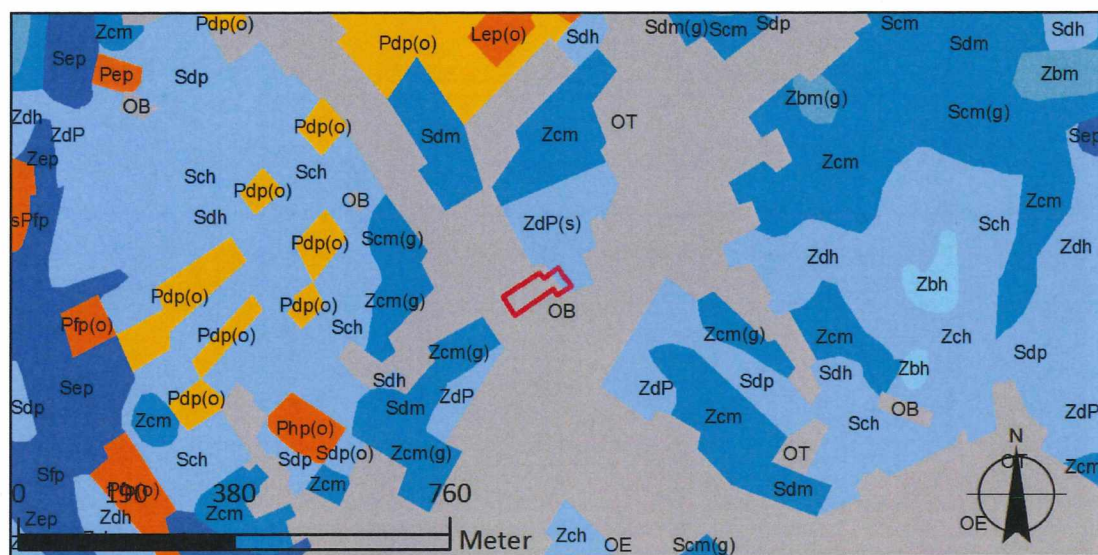 Pdp(o)
Zcm
Sep
Pep
Sdp
OB
Pdp(o)
Lep(o)
Sdh
Sdm(g)
Scm
Sdp
Scm
Sdm
Sdh
Zbm
Zbm(g)
Scm(g)
Zdh
ZdP
Zep
Pdp(o)
Sdm
Zcm
OT
Zcm
Sep
Sch
Sch
Pdp(o)
OB
Sdh
sPfp
Scm(g)
Pdp(o)
ZdP(s)
Sch
Zcm
Zdh
Zdh
Pdp(o)
Zcm(g)
Pdp(o)
OB
Zbh
Pfp(o)
Pdp(o)
Sch
Zcm(g)
Zcm(g)
Zcm
Zch
Sdp
Zbh
Sep
Pdp(o)
Sdh
Sdm
ZdP
Sdp
Sdh
Sdp
Zcm
Php(o)
Sdp(o)
Zcm
Sch
OB
ZdP
Sch
Sdp
Zcm(g)
OT
N
OT
Sfp
Zcm
Sdm
Zcm
0 190 380 760
Zdh
Zcm
Zep
Meter
Zch
OE
Scm(g)
OE